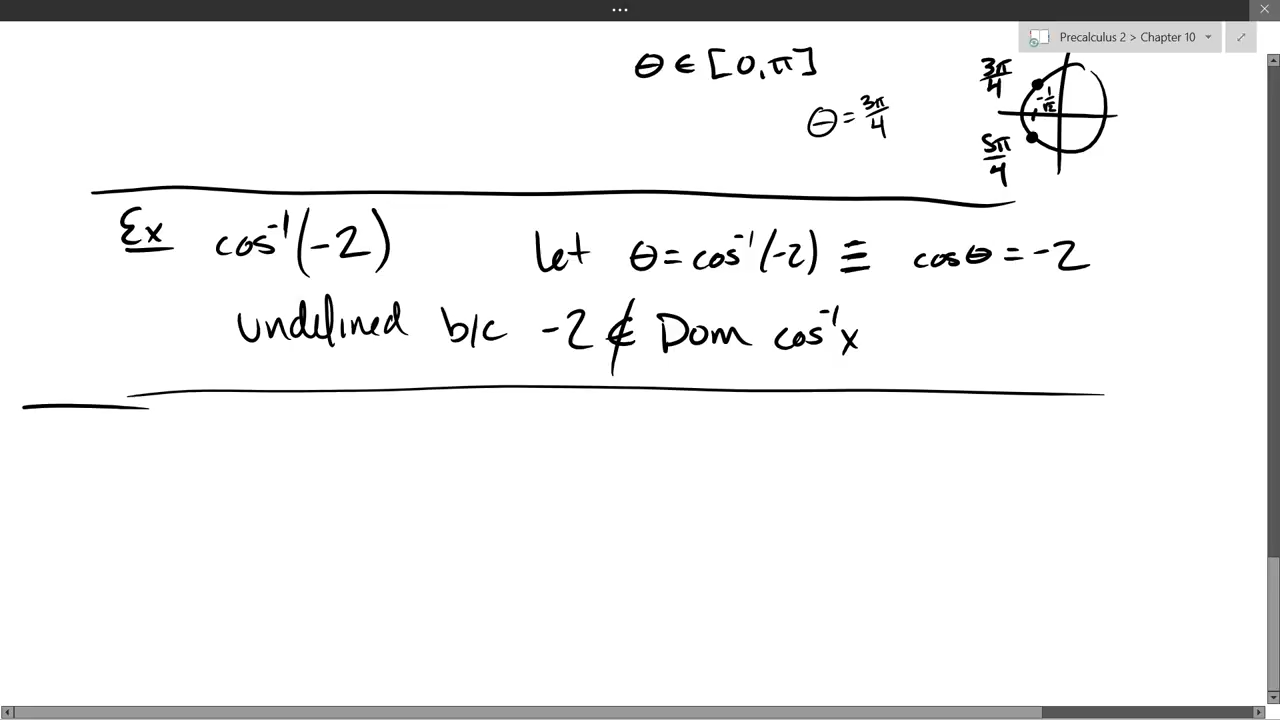 Precalculus 2 > Chapter 10
θ ∈ [0, π]
θ = 3π/4
3π/4
-1/√2
5π/4
Ex cos⁻¹(-2) Let θ = cos⁻¹(-2) ≡ cosθ = -2
undefined b/c -2 ∉ Dom cos⁻¹x